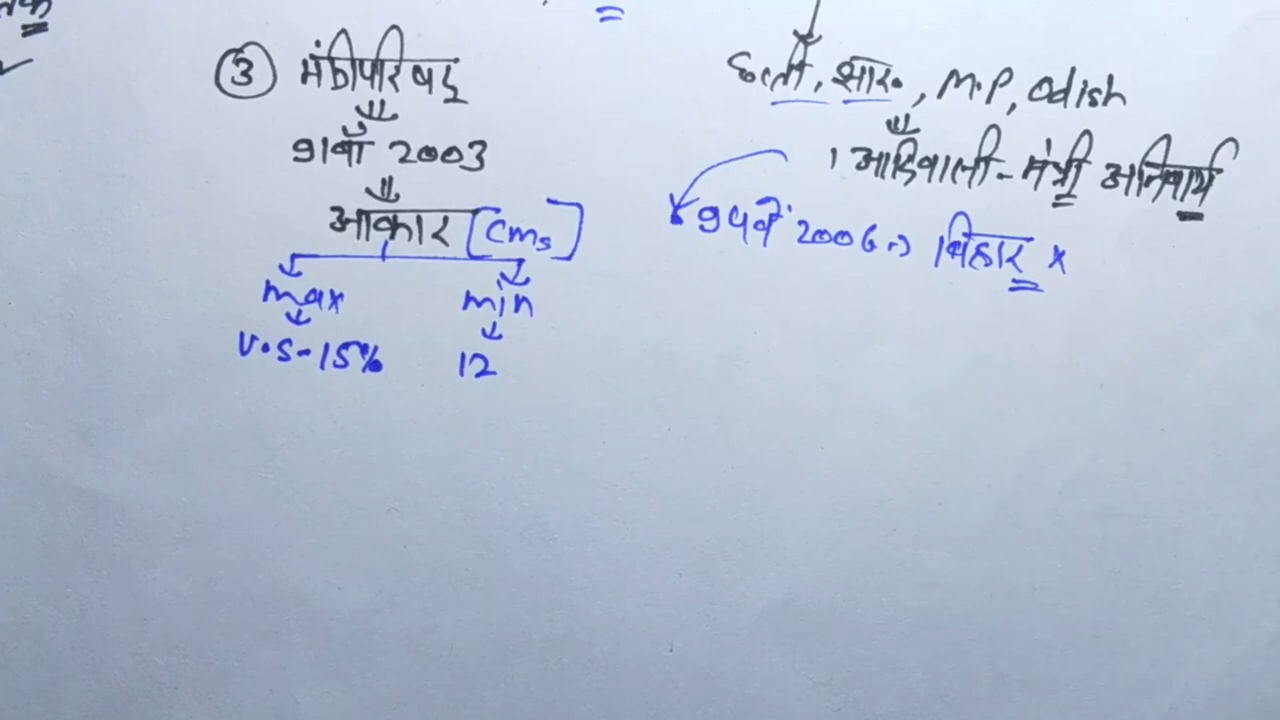 ③ मंत्रीपरिषद्
91वाँ 2003
आकार [CMs]
max min
V.S-15% 12
छत्ती, झार०, M.P, Odish
1 आदिवासी-मंत्री अनिवार्य
94वें 2006 → बिहार ×